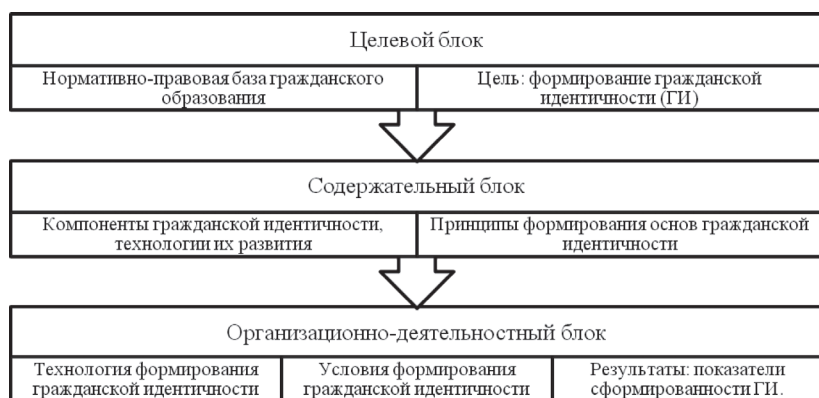 Целевой блок
Нормативно-правовая база гражданского
образования
Цель: формирование гражданской
идентичности (ГИ)
Содержательный блок
Компоненты гражданской идентичности,
технологии их развития
Принципы формирования основ гражданской
идентичности
Организационно-деятельностный блок
Технология формирования
гражданской идентичности
Условия формирования
гражданской идентичности
Результаты: показатели
сформированности ГИ.